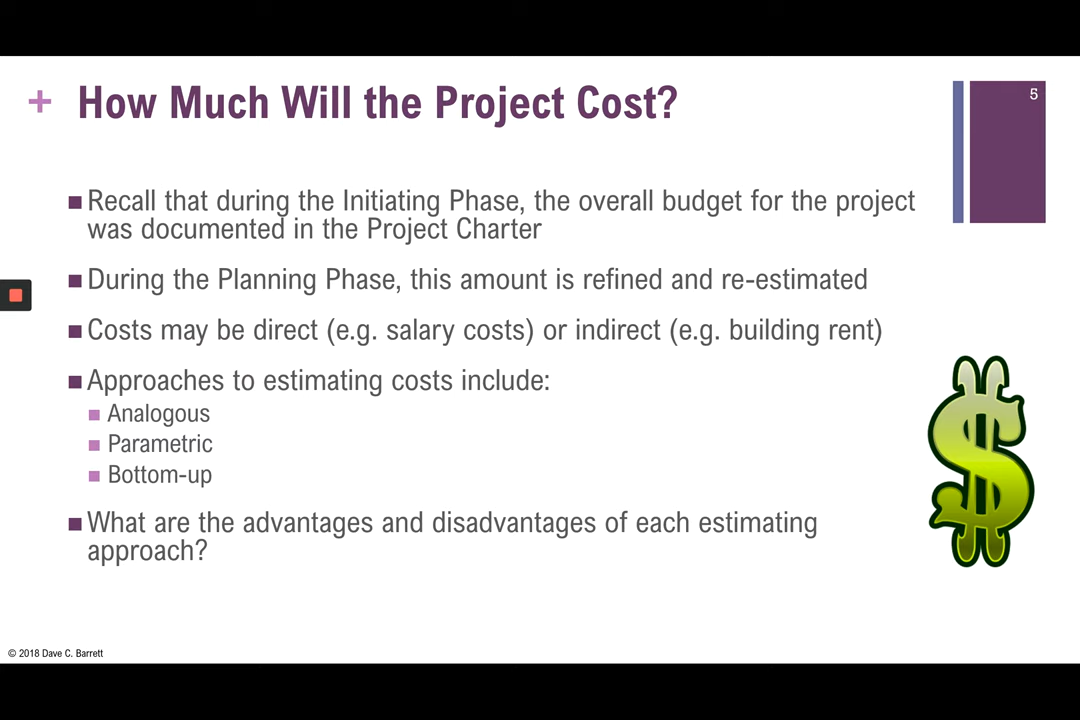 5
+ How Much Will the Project Cost?
■ Recall that during the Initiating Phase, the overall budget for the project
was documented in the Project Charter
■ During the Planning Phase, this amount is refined and re-estimated
■ Costs may be direct (e.g. salary costs) or indirect (e.g. building rent)
■ Approaches to estimating costs include:
■ Analogous
■ Parametric
■ Bottom-up
■ What are the advantages and disadvantages of each estimating
approach?
$
© 2018 Dave C. Barrett